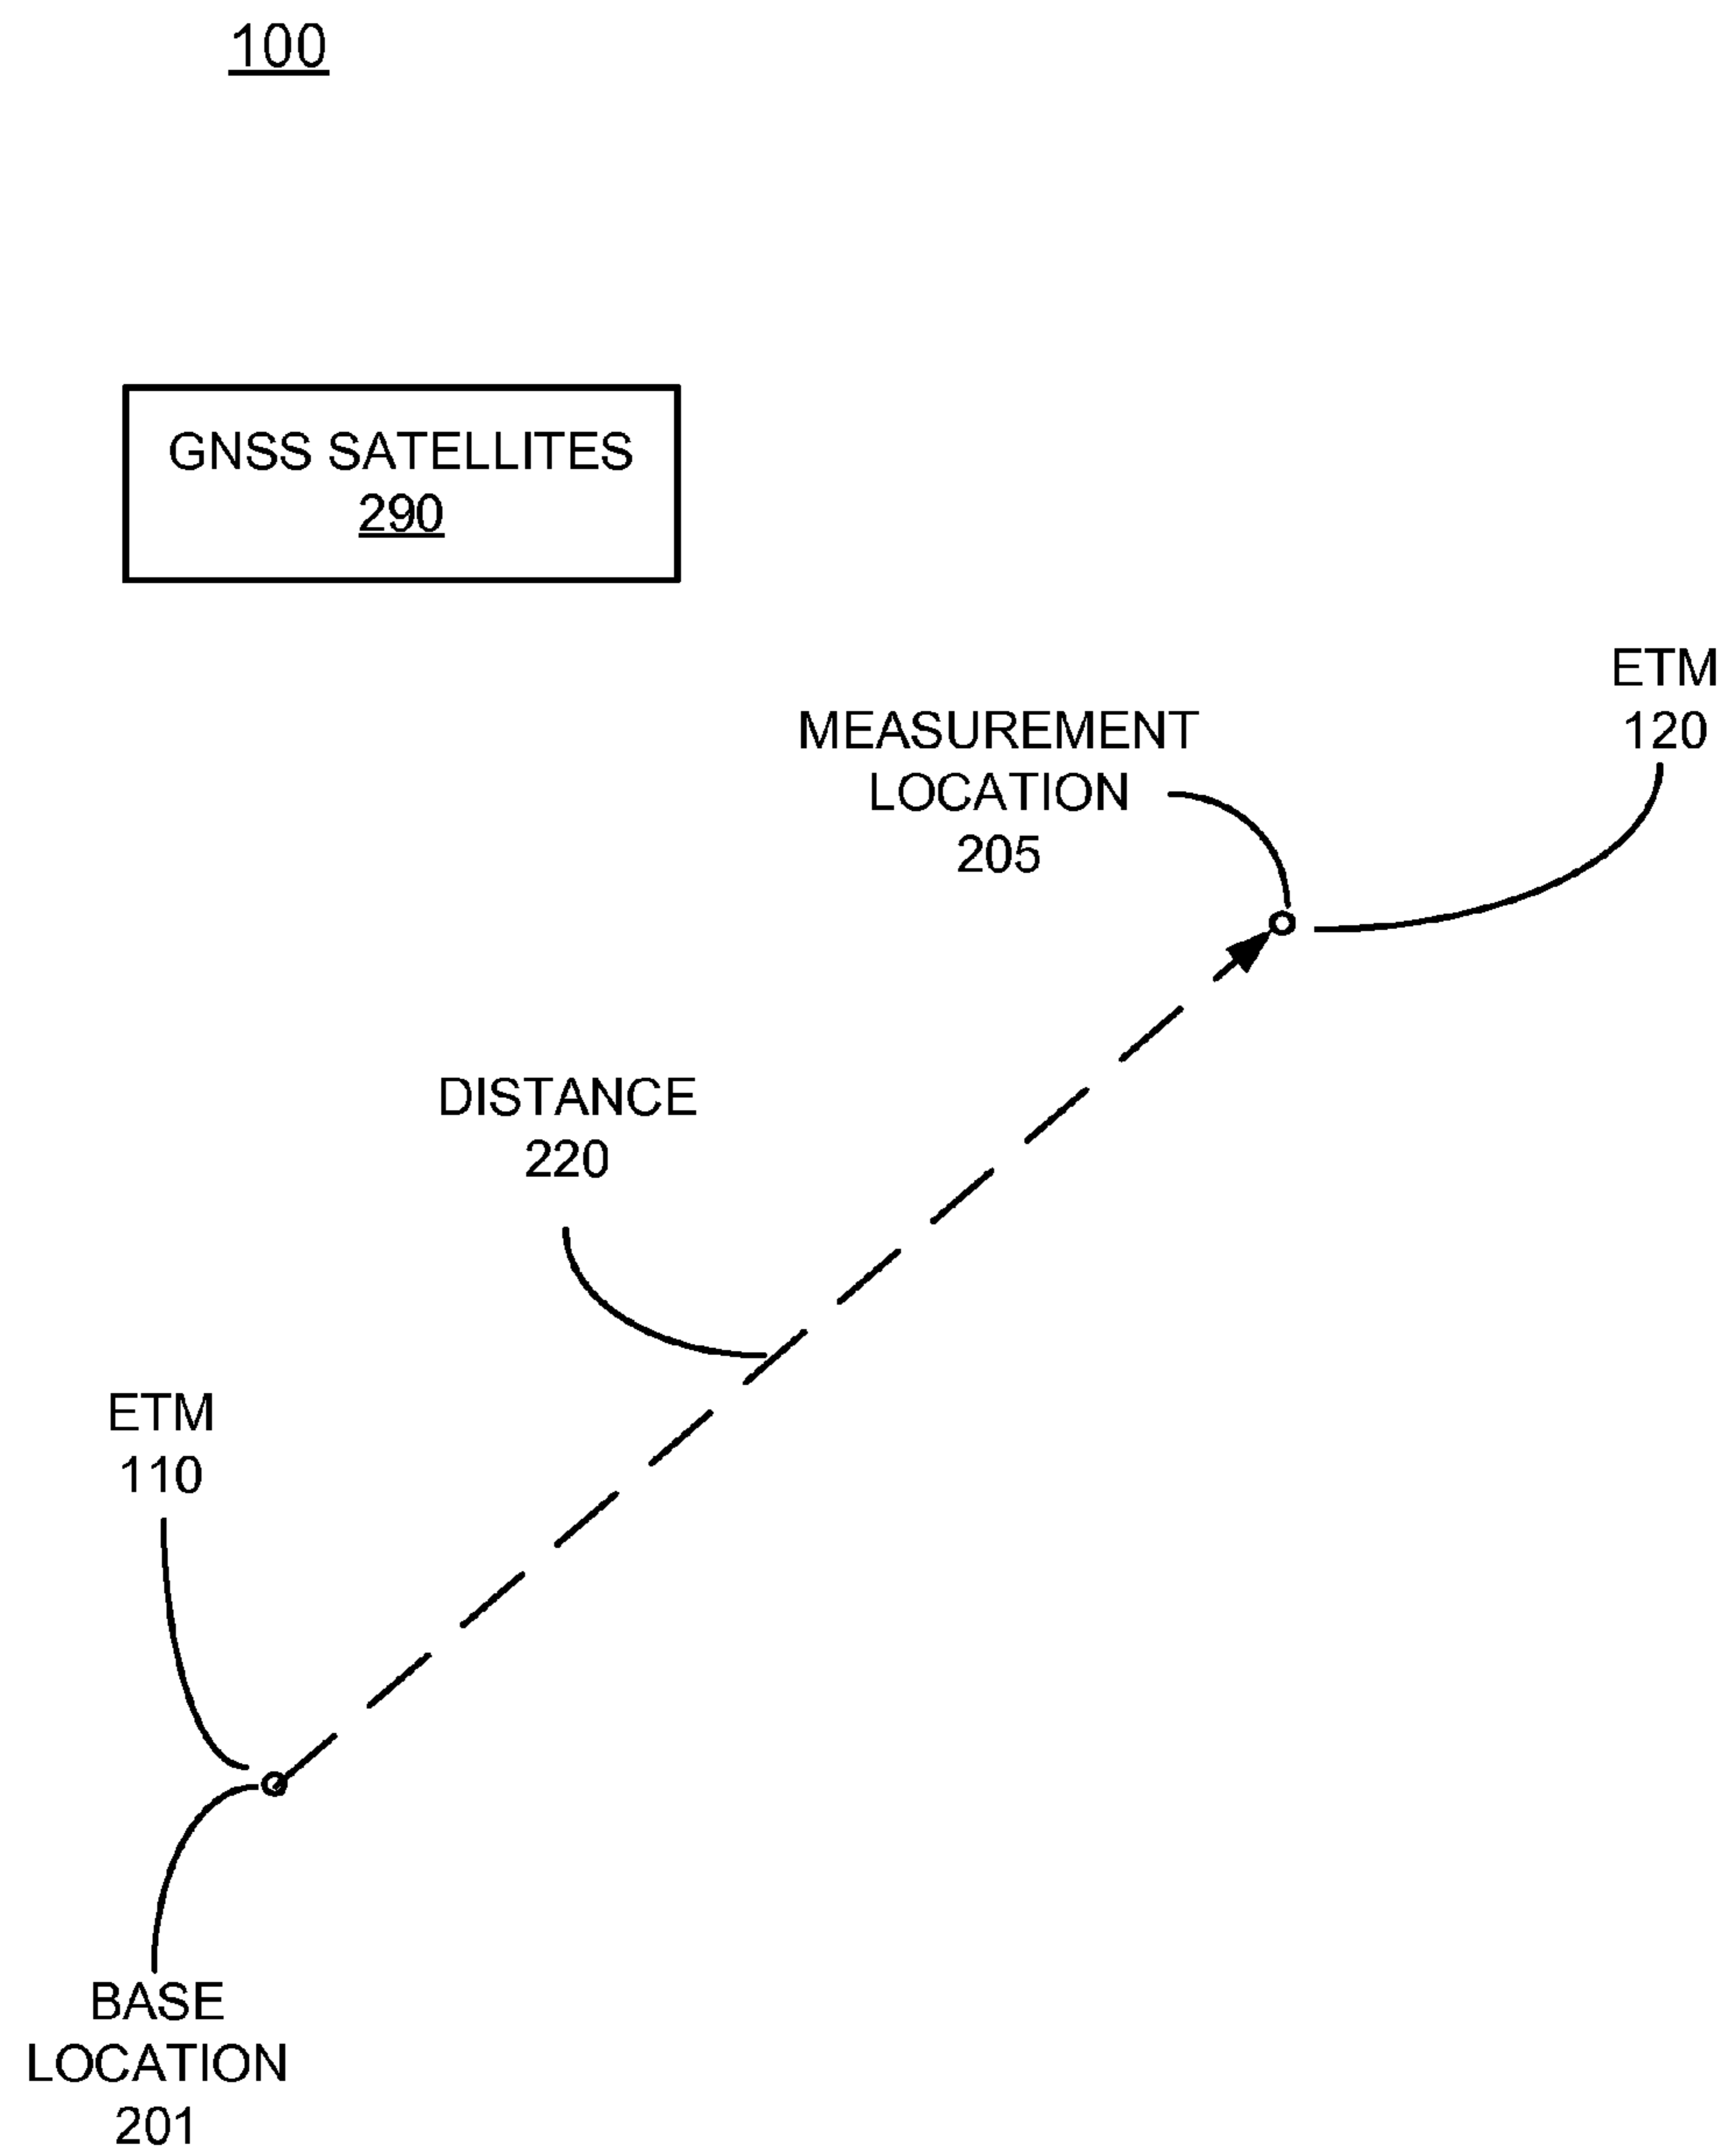 100
GNSS SATELLITES
290
ETM
120
MEASUREMENT
LOCATION
205
DISTANCE
220
ETM
110
BASE
LOCATION
201